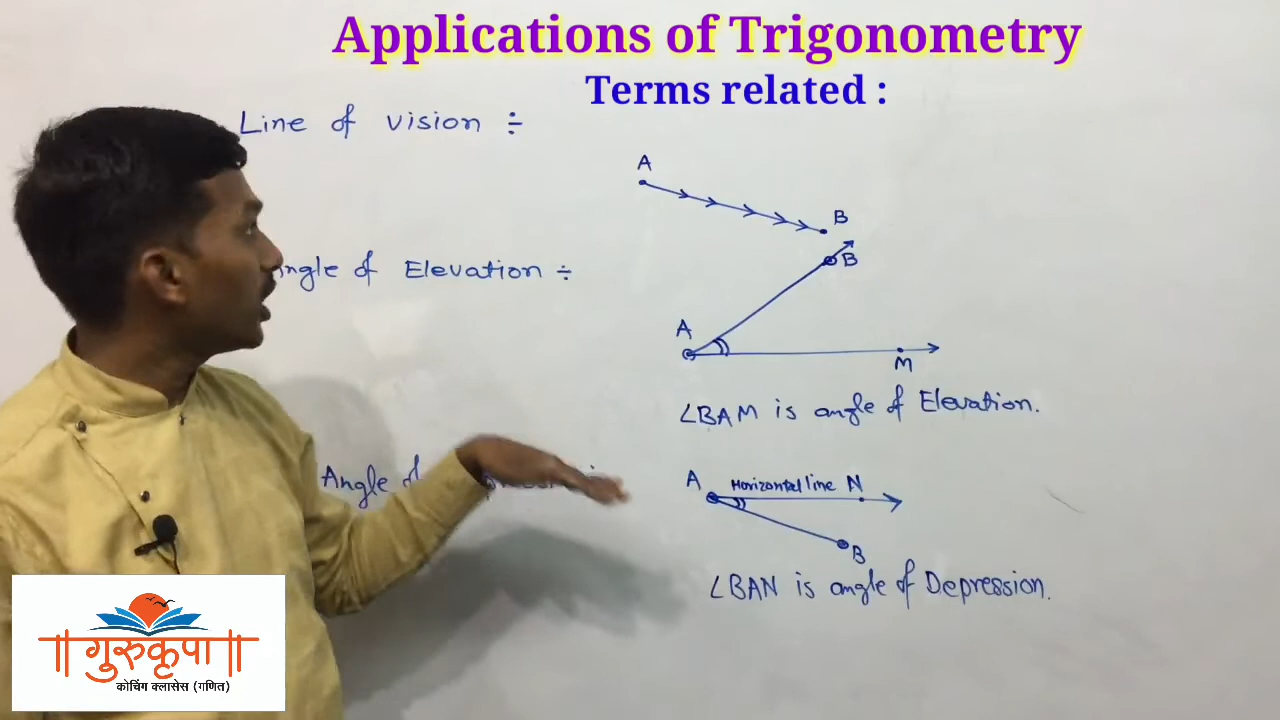 Applications of Trigonometry
Terms related :
Line of vision ÷
A
B
ngle of Elevation ÷
B
A
M
∠BAM is angle of Elevation.
Angle of
A Horizontal line N
B
∠BAN is angle of Depression.
॥ गुरुकृपा ॥
कोचिंग क्लासेस (गणित)